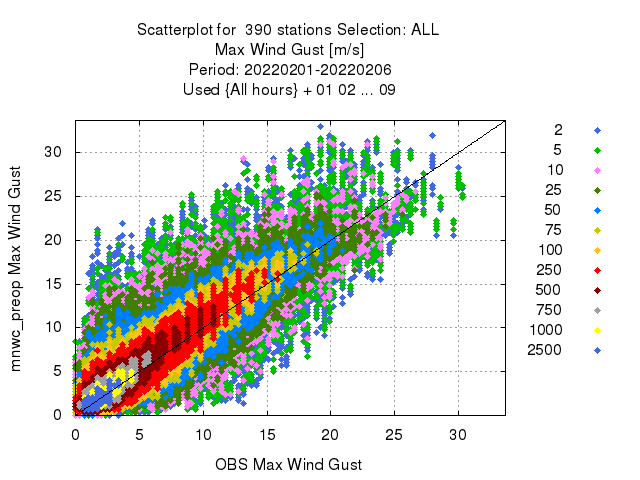 Scatterplot for  390 stations Selection: ALL
Max Wind Gust [m/s]
Period: 20220201-20220206
Used {All hours} + 01 02 ... 09
mnwc_preop Max Wind Gust
30
25
20
15
10
5
0
0 5 10 15 20 25 30
OBS Max Wind Gust
2
5
10
25
50
75
100
250
500
750
1000
2500